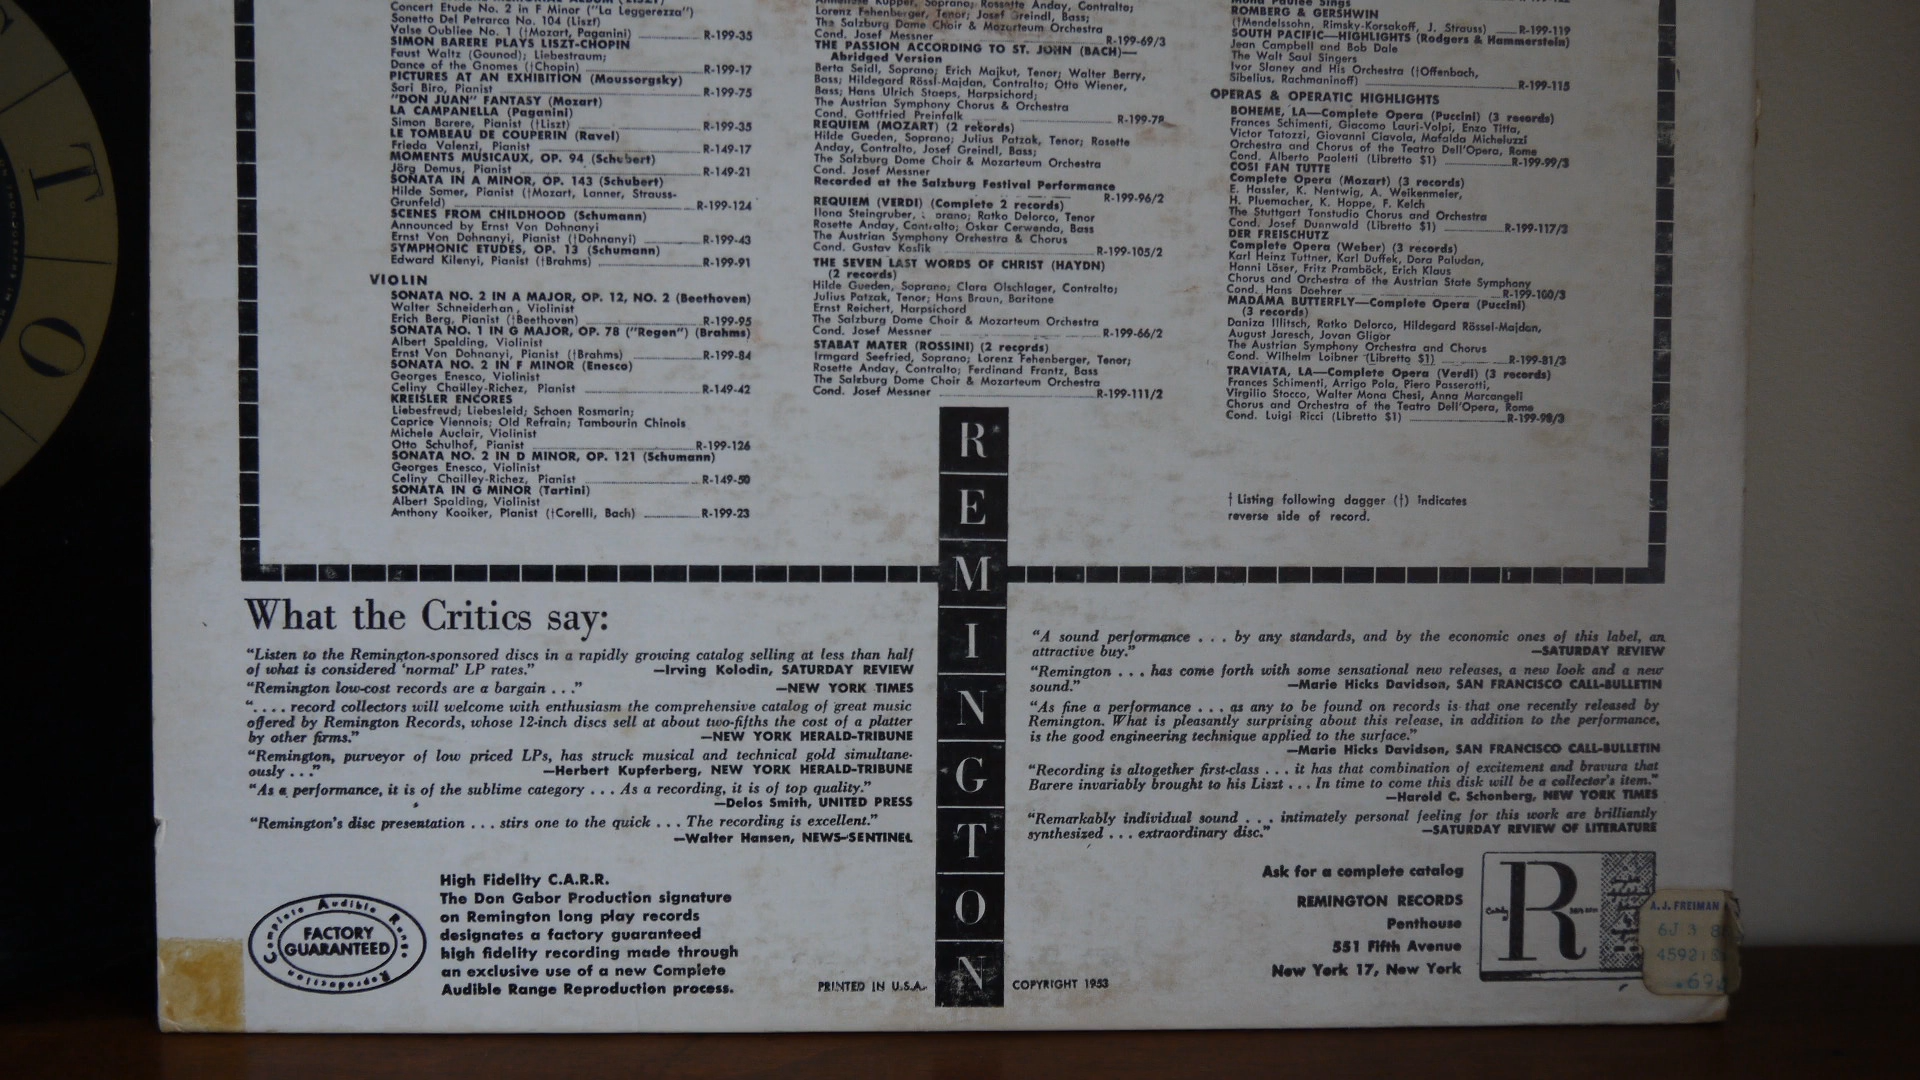 Concert Etude No. 2 in F Minor ("La Leggerezza")
Sonetto Del Petrarca No. 104 (Liszt)
Valse Oubliee No. 1 (†Mozart, Paganini) R-199-35
SIMON BARERE PLAYS LISZT-CHOPIN
Faust Waltz (Gounod); Liebestraum;
Dance of the Gnomes (†Chopin) R-199-17
PICTURES AT AN EXHIBITION (Moussorgsky)
Sari Biro, Pianist R-199-75
"DON JUAN" FANTASY (Mozart)
LA CAMPANELLA (Paganini)
Simon Barere, Pianist (†Liszt) R-199-35
LE TOMBEAU DE COUPERIN (Ravel)
Frieda Valenzi, Pianist R-149-17
MOMENTS MUSICAUX, OP. 94 (Schubert)
Jörg Demus, Pianist R-149-21
SONATA IN A MINOR, OP. 143 (Schubert)
Hilde Somer, Pianist (†Mozart, Lanner, Strauss-
Grunfeld) R-199-124
SCENES FROM CHILDHOOD (Schumann)
Announced by Ernst Von Dohnanyi
Ernst Von Dohnanyi, Pianist (†Dohnanyi) R-199-43
SYMPHONIC ETUDES, OP. 13 (Schumann)
Edward Kilenyi, Pianist (†Brahms) R-199-91
VIOLIN
SONATA NO. 2 IN A MAJOR, OP. 12, NO. 2 (Beethoven)
Walter Schneiderhan, Violinist
Erich Berg, Pianist (†Beethoven) R-199-95
SONATA NO. 1 IN G MAJOR, OP. 78 ("Regen") (Brahms)
Albert Spalding, Violinist
Ernst Von Dohnanyi, Pianist (†Brahms) R-199-84
SONATA NO. 2 IN F MINOR (Enesco)
Georges Enesco, Violinist
Celiny Chailley-Richez, Pianist R-149-42
KREISLER ENCORES
Liebesfreud; Liebesleid; Schoen Rosmarin;
Caprice Viennois; Old Refrain; Tambourin Chinois
Michele Auclair, Violinist
Otto Schulhof, Pianist R-199-126
SONATA NO. 2 IN D MINOR, OP. 121 (Schumann)
Georges Enesco, Violinist
Celiny Chailley-Richez, Pianist R-149-50
SONATA IN G MINOR (Tartini)
Albert Spalding, Violinist
Anthony Kooiker, Pianist (†Corelli, Bach) R-199-23
Annelies Kupper, Soprano; Rossette Anday, Contralto;
Lorenz Fehenberger, Tenor; Josef Greindl, Bass;
The Salzburg Dome Choir & Mozarteum Orchestra
Cond. Josef Messner R-199-69/3
THE PASSION ACCORDING TO ST. JOHN (BACH)—
Abridged Version
Berta Seidl, Soprano; Erich Majkut, Tenor; Walter Berry,
Bass; Hildegard Rössl-Majdan, Contralto; Otto Wiener,
Bass; Hans Ulrich Staeps, Harpsichord;
The Austrian Symphony Chorus & Orchestra
Cond. Gottfried Preinfalk R-199-78
REQUIEM (MOZART) (2 records)
Hilde Gueden, Soprano; Julius Patzak, Tenor; Rosette
Anday, Contralto, Josef Greindl, Bass;
The Salzburg Dome Choir & Mozarteum Orchestra
Cond. Josef Messner
Recorded at the Salzburg Festival Performance
R-199-96/2
REQUIEM (VERDI) (Complete 2 records)
Ilona Steingruber, Soprano; Ratko Delorco, Tenor
Rosette Anday, Contralto; Oskar Cerwenda, Bass
The Austrian Symphony Orchestra & Chorus
Cond. Gustav Koslik R-199-105/2
THE SEVEN LAST WORDS OF CHRIST (HAYDN)
(2 records)
Hilde Gueden, Soprano; Clara Olschlager, Contralto;
Julius Patzak, Tenor; Hans Braun, Baritone
Ernst Reichert, Harpsichord
The Salzburg Dome Choir & Mozarteum Orchestra
Cond. Josef Messner R-199-66/2
STABAT MATER (ROSSINI) (2 records)
Irmgard Seefried, Soprano; Lorenz Fehenberger, Tenor;
Rosette Anday, Contralto; Ferdinand Frantz, Bass
The Salzburg Dome Choir & Mozarteum Orchestra
Cond. Josef Messner R-199-111/2
ROMBERG & GERSHWIN
(†Mendelssohn, Rimsky-Korsakoff, J. Strauss) R-199-119
SOUTH PACIFIC—HIGHLIGHTS (Rodgers & Hammerstein)
Jean Campbell and Bob Dale
The Walt Saul Singers
Ivor Slaney and His Orchestra (†Offenbach,
Sibelius, Rachmaninoff) R-199-115
OPERAS & OPERATIC HIGHLIGHTS
BOHEME, LA—Complete Opera (Puccini) (3 records)
Frances Schimenti, Giacomo Lauri-Volpi, Enzo Titta,
Victor Tatozzi, Giovanni Ciavola, Mafalda Micheluzzi
Orchestra and Chorus of the Teatro Dell'Opera, Rome
Cond. Alberto Paoletti (Libretto $1) R-199-99/3
COSI FAN TUTTE
Complete Opera (Mozart) (3 records)
E. Hassler, K. Nentwig, A. Weikenmeier,
H. Pluemacher, K. Hoppe, F. Kelch
The Stuttgart Tonstudio Chorus and Orchestra
Cond. Josef Dunnwald (Libretto $1) R-199-117/3
DER FREISCHUTZ
Complete Opera (Weber) (3 records)
Karl Heinz Tuttner, Karl Duffek, Dora Paludan,
Hanni Löser, Fritz Pramböck, Erich Klaus
Chorus and Orchestra of the Austrian State Symphony
Cond. Hans Doehrer R-199-100/3
MADAMA BUTTERFLY—Complete Opera (Puccini)
(3 records)
Daniza Illitsch, Ratko Delorco, Hildegard Rössel-Majdan,
August Jaresch, Jovan Gligor
The Austrian Symphony Orchestra and Chorus
Cond. Wilhelm Loibner (Libretto $1) R-199-81/3
TRAVIATA, LA—Complete Opera (Verdi) (3 records)
Frances Schimenti, Arrigo Pola, Piero Passerotti,
Virgilio Stocco, Walter Mona Chesi, Anna Marcangeli
Chorus and Orchestra of the Teatro Dell'Opera, Rome
Cond. Luigi Ricci (Libretto $1) R-199-98/3
† Listing following dagger (†) indicates
reverse side of record.
REMINGTON
What the Critics say:
"Listen to the Remington-sponsored discs in a rapidly growing catalog selling at less than half
of what is considered 'normal' LP rates." —Irving Kolodin, SATURDAY REVIEW
"Remington low-cost records are a bargain . . ." —NEW YORK TIMES
". . . . record collectors will welcome with enthusiasm the comprehensive catalog of great music
offered by Remington Records, whose 12-inch discs sell at about two-fifths the cost of a platter
by other firms." —NEW YORK HERALD-TRIBUNE
"Remington, purveyor of low priced LPs, has struck musical and technical gold simultane-
ously . . ." —Herbert Kupferberg, NEW YORK HERALD-TRIBUNE
"As a performance, it is of the sublime category . . . As a recording, it is of top quality."
—Delos Smith, UNITED PRESS
"Remington's disc presentation . . . stirs one to the quick . . . The recording is excellent."
—Walter Hansen, NEWS-SENTINEL
"A sound performance . . . by any standards, and by the economic ones of this label, an
attractive buy." —SATURDAY REVIEW
"Remington . . . has come forth with some sensational new releases, a new look and a new
sound." —Marie Hicks Davidson, SAN FRANCISCO CALL-BULLETIN
"As fine a performance . . . as any to be found on records is that one recently released by
Remington. What is pleasantly surprising about this release, in addition to the performance,
is the good engineering technique applied to the surface."
—Marie Hicks Davidson, SAN FRANCISCO CALL-BULLETIN
"Recording is altogether first-class . . . it has that combination of excitement and bravura that
Barere invariably brought to his Liszt . . . In time to come this disk will be a collector's item."
—Harold C. Schonberg, NEW YORK TIMES
"Remarkably individual sound . . . intimately personal feeling for this work are brilliantly
synthesized . . . extraordinary disc." —SATURDAY REVIEW OF LITERATURE
Complete Audible Range Reproduction
FACTORY
GUARANTEED
High Fidelity C.A.R.R.
The Don Gabor Production signature
on Remington long play records
designates a factory guaranteed
high fidelity recording made through
an exclusive use of a new Complete
Audible Range Reproduction process.
PRINTED IN U.S.A.
COPYRIGHT 1953
Ask for a complete catalog
REMINGTON RECORDS
Penthouse
551 Fifth Avenue
New York 17, New York
R
A. J. FREIMAN
6J 3 8
4592
.69
T
O